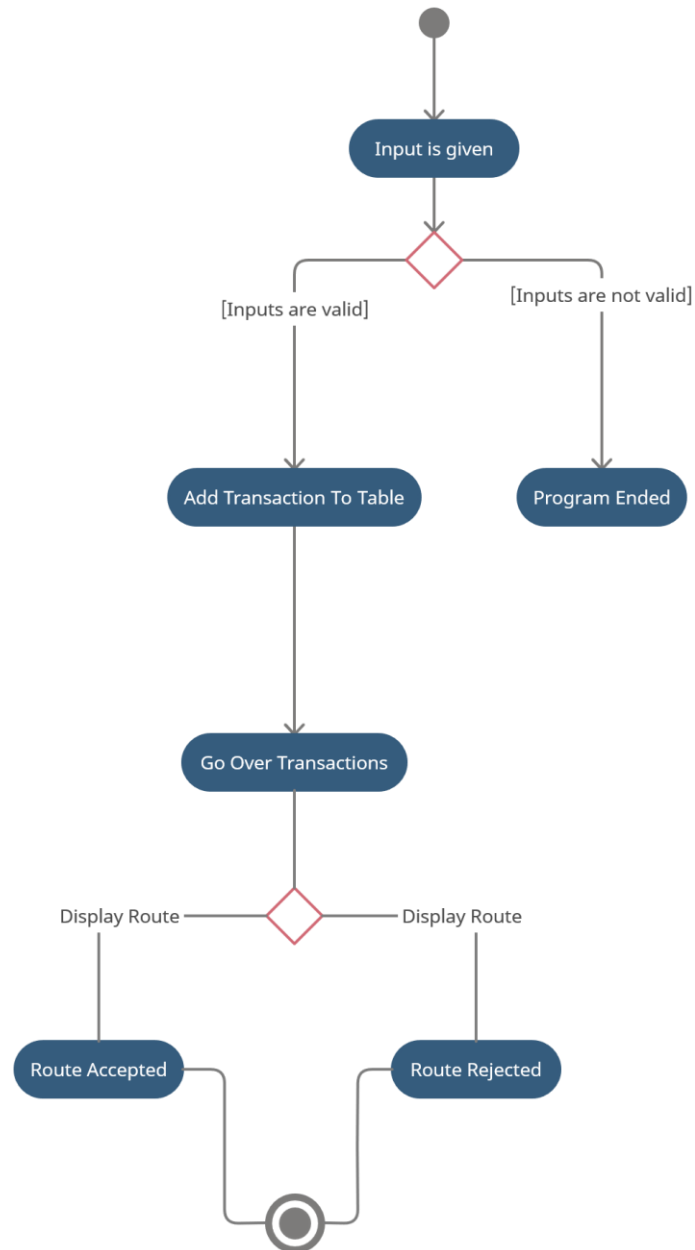 Input is given
[Inputs are valid]
[Inputs are not valid]
Add Transaction To Table
Program Ended
Go Over Transactions
Display Route
Display Route
Route Accepted
Route Rejected